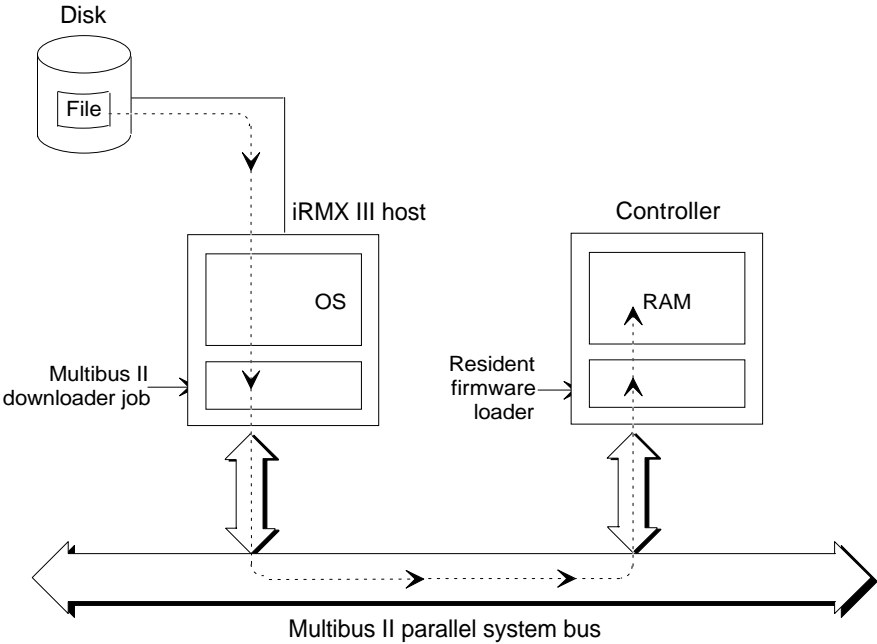 Disk
File
iRMX III host
Controller
OS
RAM
Multibus II
downloader job
Resident
firmware
loader
Multibus II parallel system bus